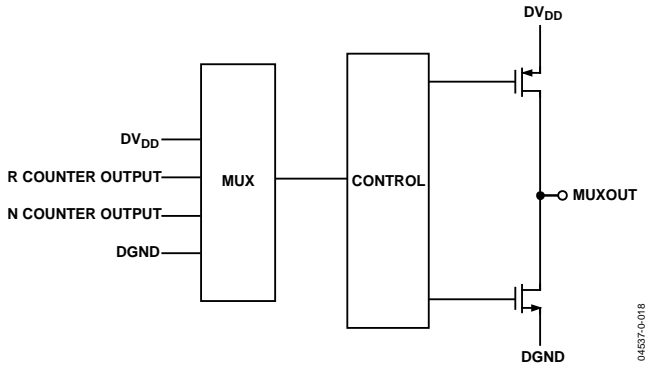 DVDD
DVDD
R COUNTER OUTPUT
N COUNTER OUTPUT
DGND
MUX
CONTROL
MUXOUT
DGND
04537-0-018